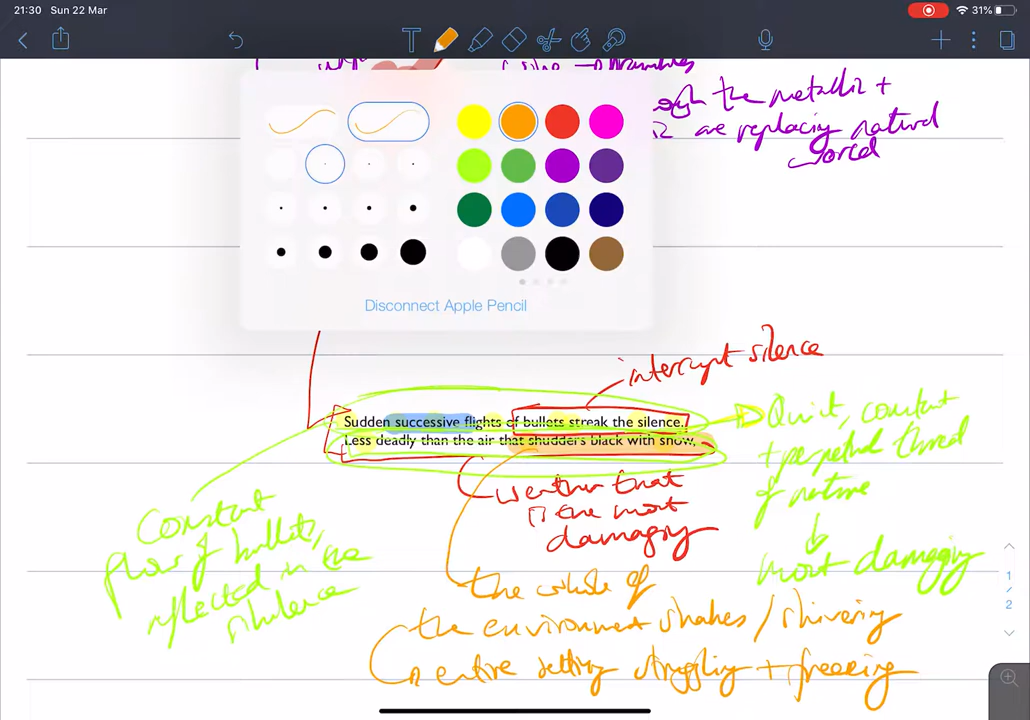 21:30 Sun 22 Mar
31%
the metallic +
are replacing natural
world
Disconnect Apple Pencil
interrupt silence
Sudden successive flights of bullets streak the silence.
Less deadly than the air that shudders black with snow,
Quiet, constant
+ perpetual threat
of nature
most damaging
weather that
is the most
damaging
Constant
flow of bullets,
reflected in the
sibilance
the whole of
the environment shakes / shivering
entire setting struggling + freezing
1
/
2